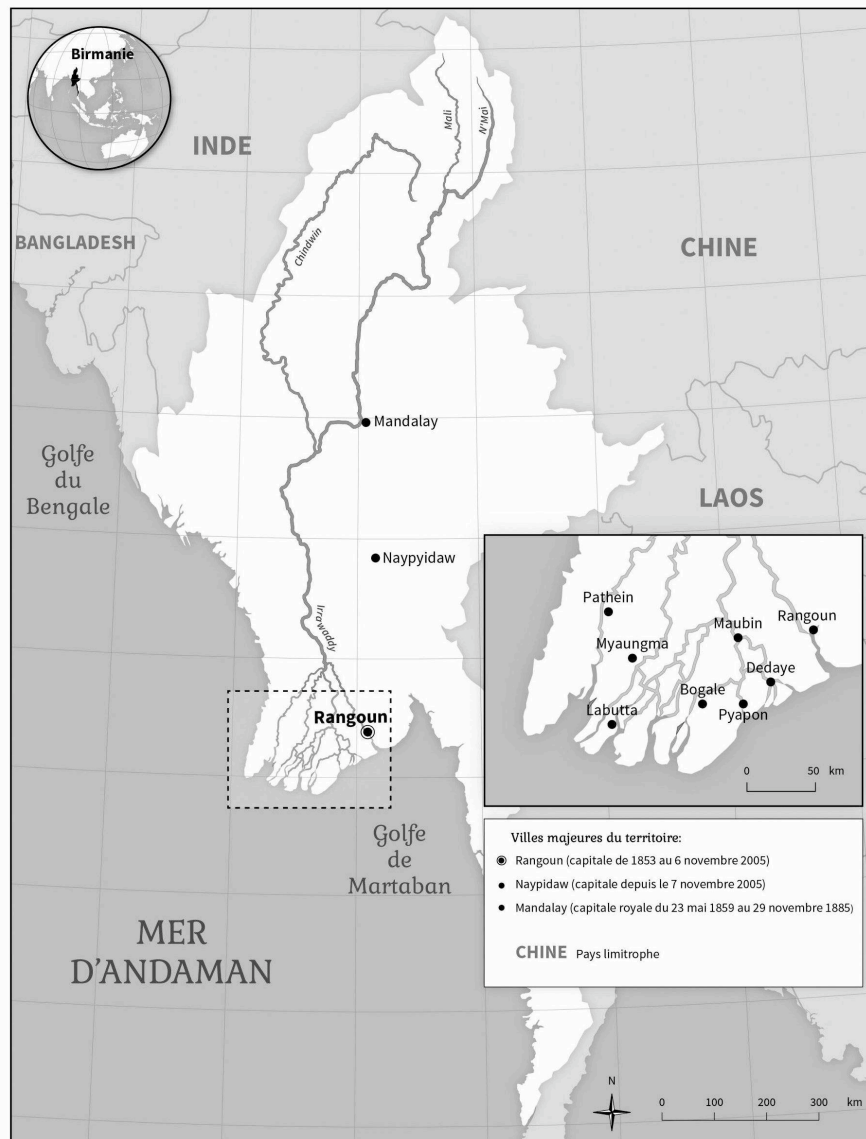 Birmanie
INDE
Mali
N'Mai
BANGLADESH
Chindwin
CHINE
Mandalay
Golfe
du
Bengale
LAOS
Naypyidaw
Irrawaddy
Rangoun
Pathein
Maubin
Rangoun
Myaungma
Dedaye
Bogale
Labutta
Pyapon
0 50 km
Golfe
de
Martaban
Villes majeures du territoire:
Rangoun (capitale de 1853 au 6 novembre 2005)
Naypidaw (capitale depuis le 7 novembre 2005)
Mandalay (capitale royale du 23 mai 1859 au 29 novembre 1885)
CHINE Pays limitrophe
MER
D'ANDAMAN
N
0 100 200 300 km